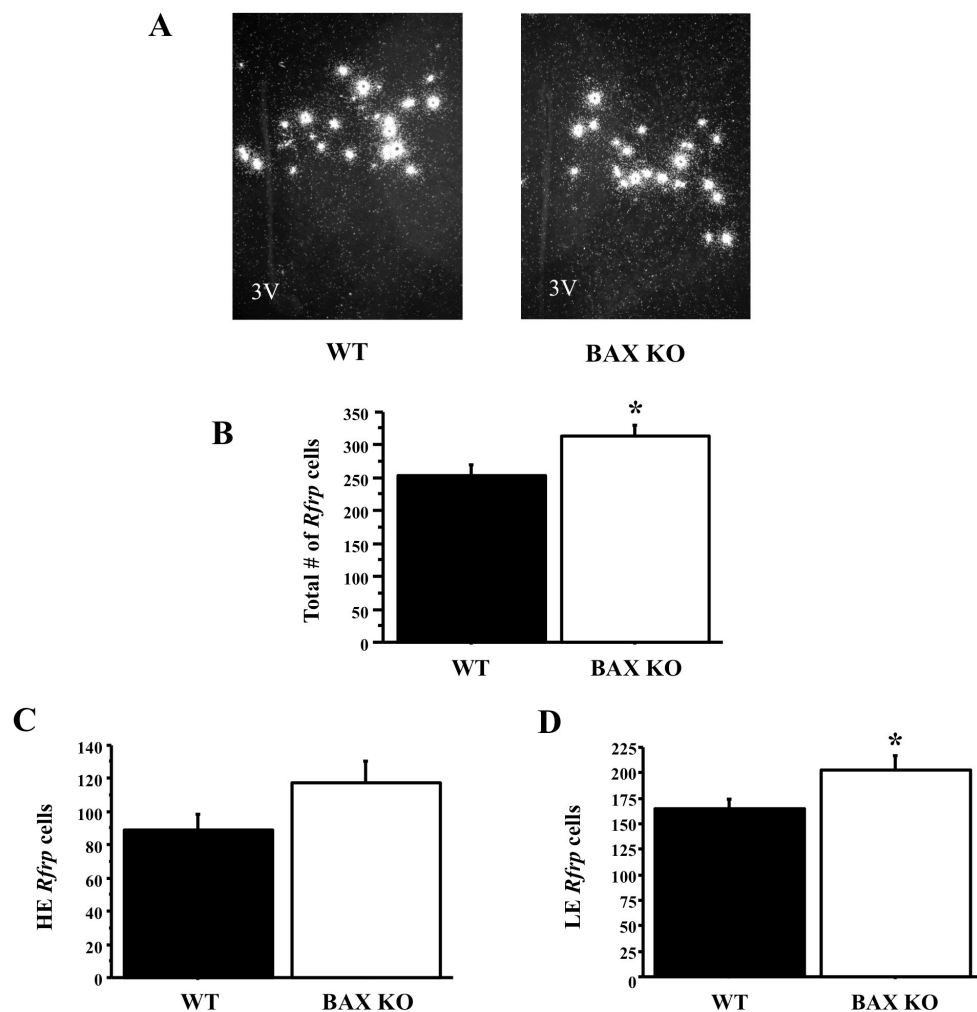 A
3V
3V
WT
BAX KO
B
Total # of Rfrp cells
350
300
250
200
150
100
50
0
*
WT
BAX KO
C
HE Rfrp cells
140
120
100
80
60
40
20
0
WT
BAX KO
D
LE Rfrp cells
225
200
175
150
125
100
75
50
25
0
*
WT
BAX KO